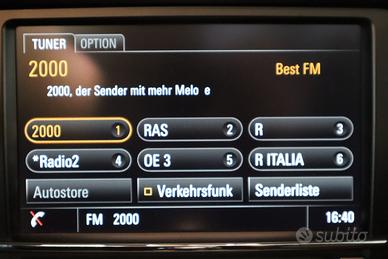 TUNER OPTION
2000 Best FM
2000, der Sender mit mehr Melo e
2000 1 RAS 2 R 3
*Radio2 4 OE 3 5 R ITALIA 6
Autostore Verkehrsfunk Senderliste
FM 2000 16:40
subito